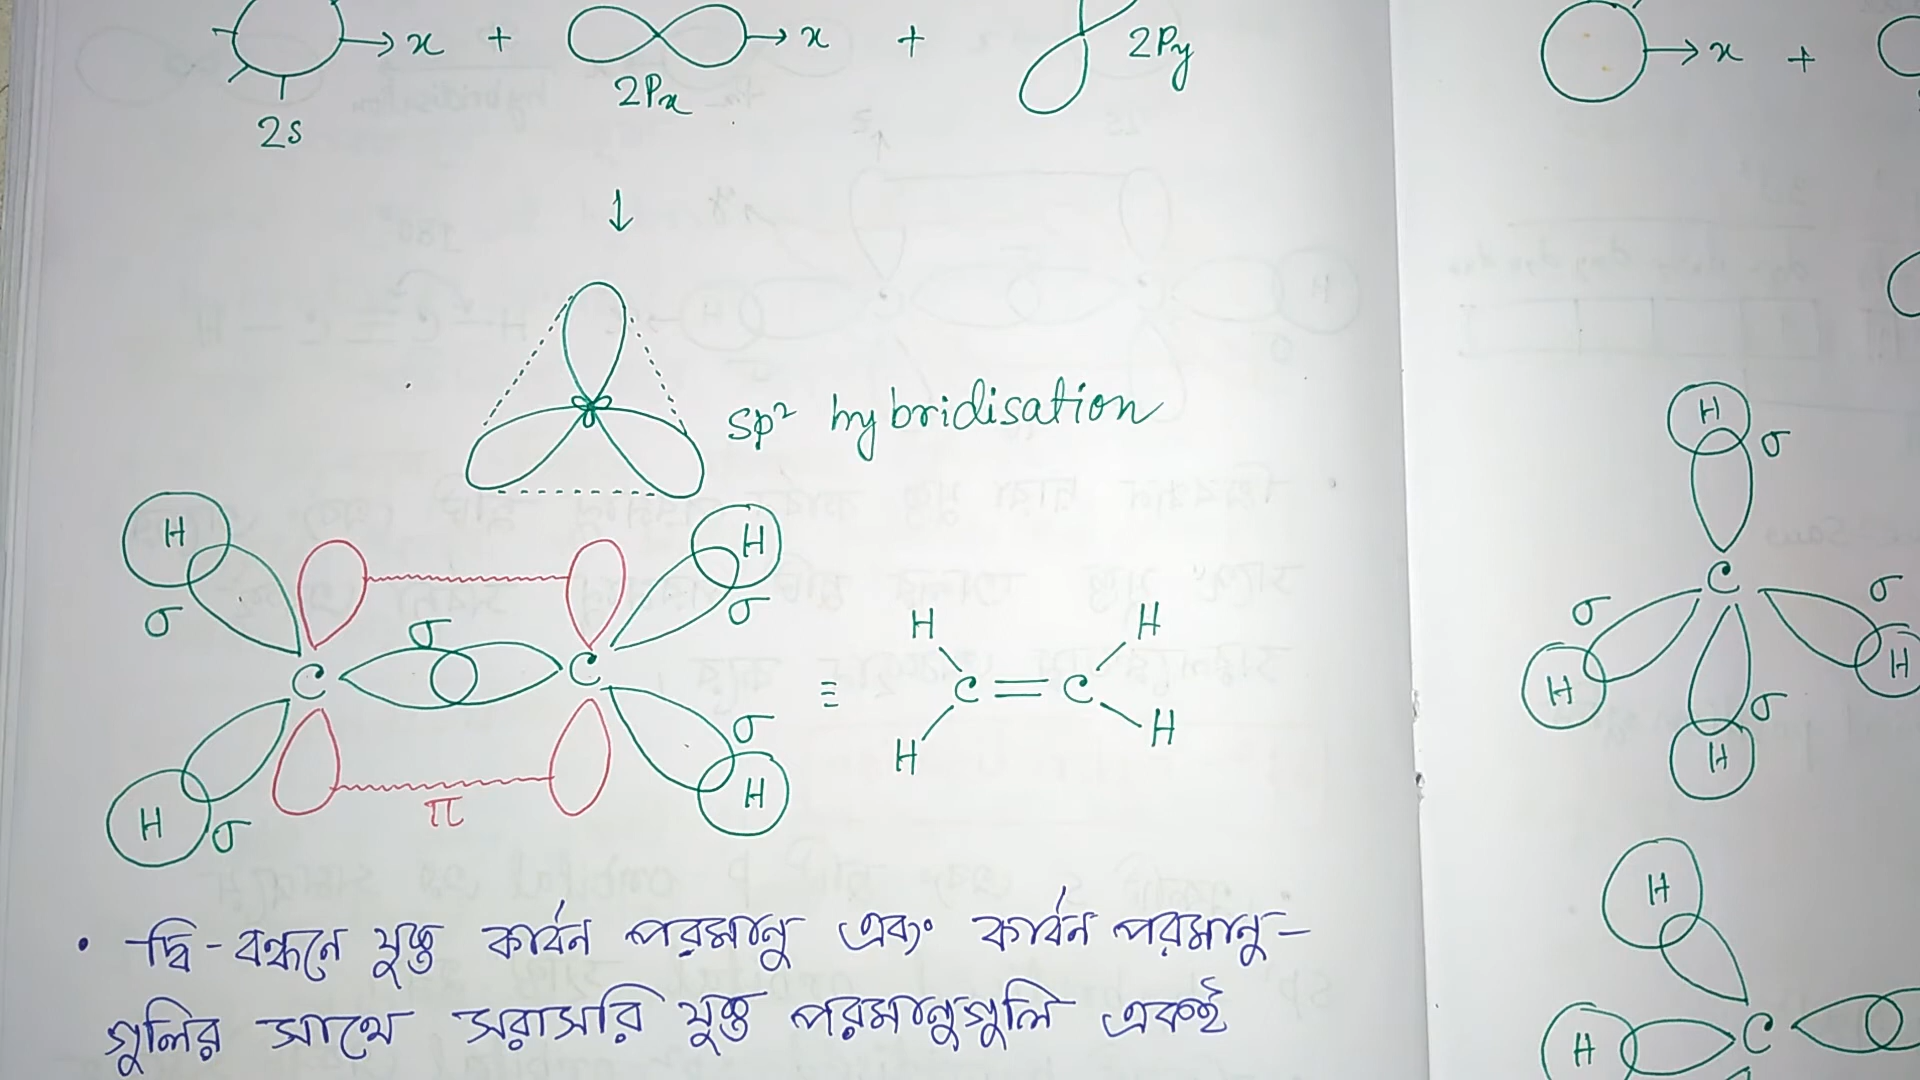 x + x + 2Py
2Px
2s
↓
sp² hybridisation
H H
σ σ σ
C C
σ σ
H H
π
≡
H H
C = C
H H
• দ্বি-বন্ধনে যুক্ত কার্বন পরমানু এবং কার্বন পরমানু-
গুলির সাথে সরাসরি যুক্ত পরমানুগুলি একই
x +
H
σ
C
σ σ
H H
σ
H
H
H C